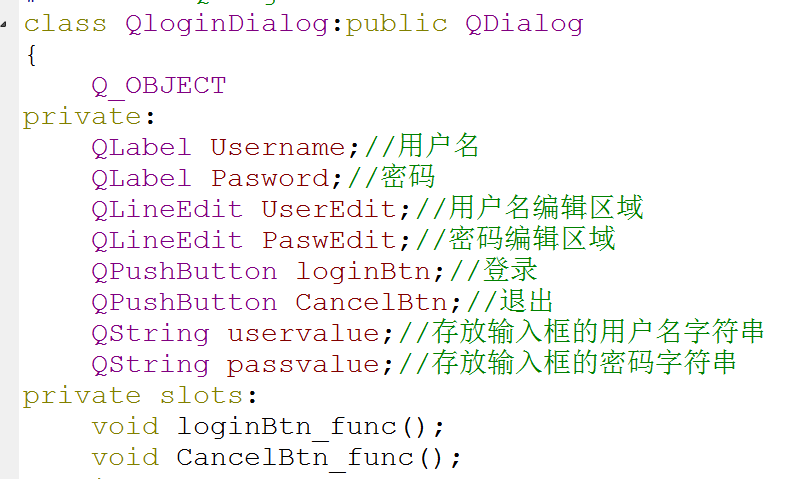 class QloginDialog:public QDialog
{
    Q_OBJECT
private:
    QLabel Username;//用户名
    QLabel Pasword;//密码
    QLineEdit UserEdit;//用户名编辑区域
    QLineEdit PaswEdit;//密码编辑区域
    QPushButton loginBtn;//登录
    QPushButton CancelBtn;//退出
    QString uservalue;//存放输入框的用户名字符串
    QString passvalue;//存放输入框的密码字符串
private slots:
    void loginBtn_func();
    void CancelBtn_func();